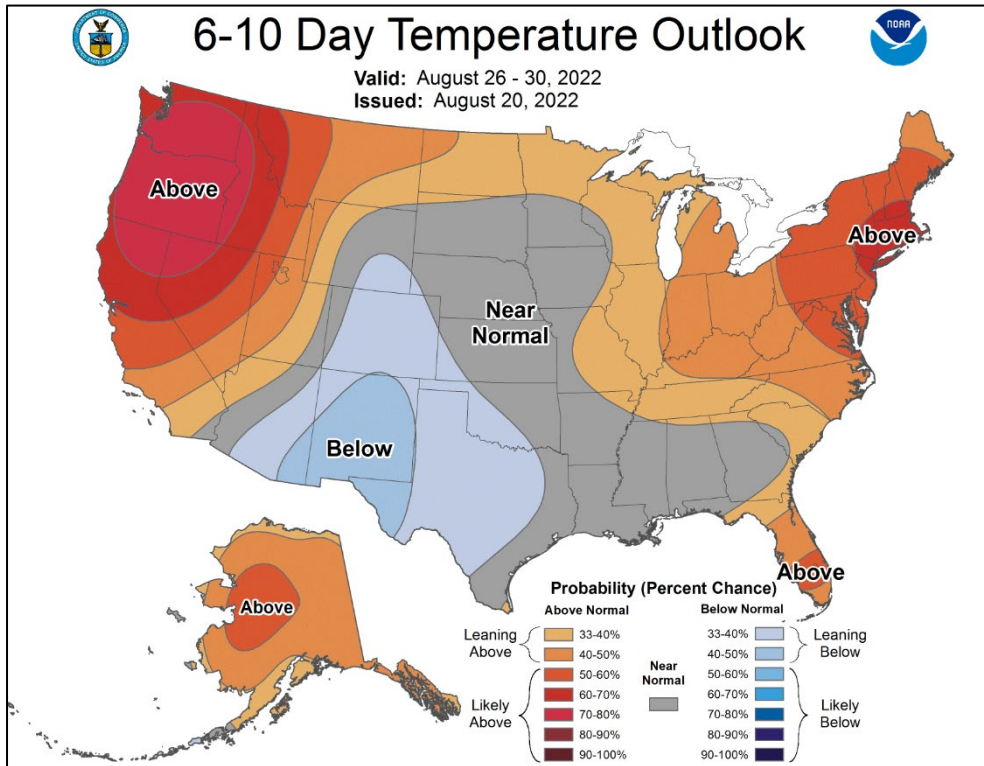 6-10 Day Temperature Outlook
NOAA
Valid: August 26 - 30, 2022
Issued: August 20, 2022
Above
Above
Near
Normal
Below
Above
Above
Probability (Percent Chance)
Above Normal
Below Normal
Leaning
Above
33-40%
40-50%
Likely
Above
50-60%
60-70%
70-80%
80-90%
90-100%
Near
Normal
33-40%
40-50%
Leaning
Below
50-60%
60-70%
70-80%
80-90%
90-100%
Likely
Below